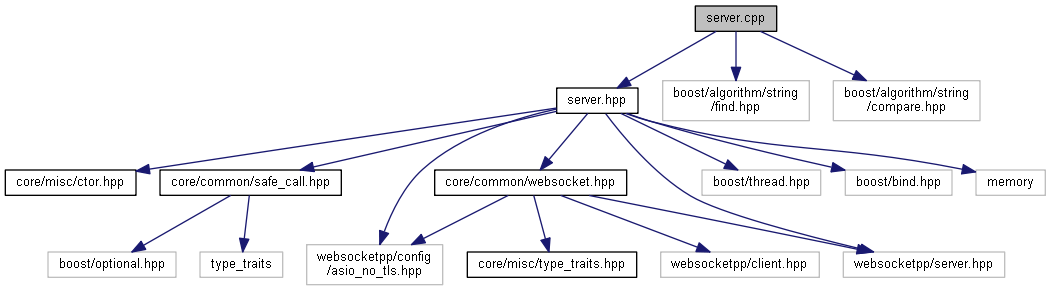 server.cpp
server.hpp
boost/algorithm/string
/find.hpp
boost/algorithm/string
/compare.hpp
core/misc/ctor.hpp
core/common/safe_call.hpp
core/common/websocket.hpp
boost/thread.hpp
boost/bind.hpp
memory
boost/optional.hpp
type_traits
websocketpp/config
/asio_no_tls.hpp
core/misc/type_traits.hpp
websocketpp/client.hpp
websocketpp/server.hpp